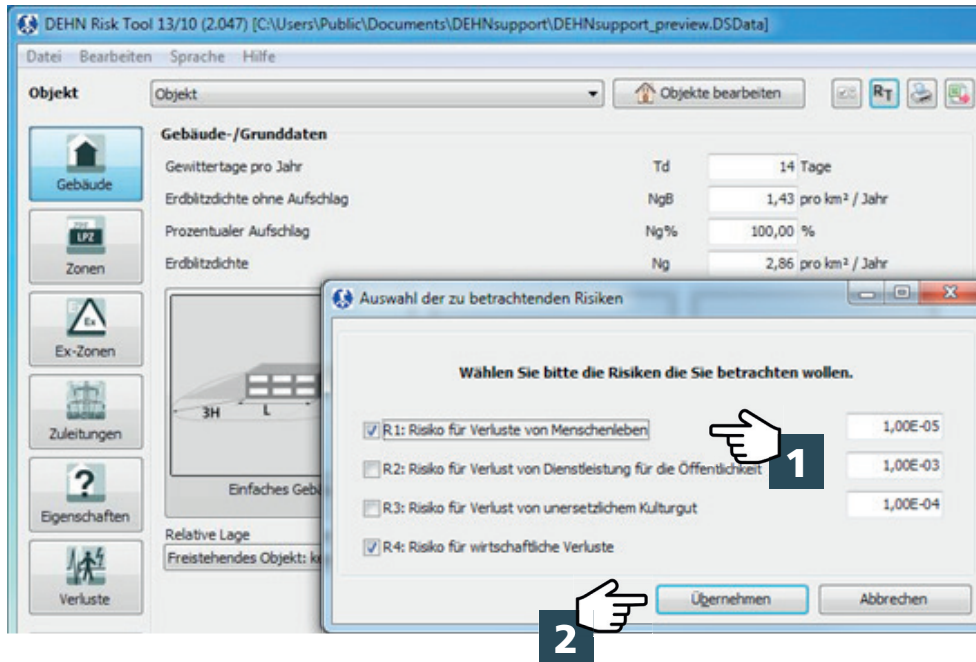 DEHN Risk Tool 13/10 (2.047) [C:\Users\Public\Documents\DEHNsupport\DEHNsupport_preview.DSData]
Datei Bearbeiten Sprache Hilfe
Objekt Objekt Objekte bearbeiten RT
Gebäude-/Grunddaten
Gebäude
Gewittertage pro Jahr Td 14 Tage
Erdblitzdichte ohne Aufschlag NgB 1,43 pro km² / Jahr
LPZ
Zonen
Prozentualer Aufschlag Ng% 100,00 %
Erdblitzdichte Ng 2,86 pro km² / Jahr
Ex
Ex-Zonen
Zuleitungen
?
Eigenschaften
Verluste
3H L
Einfaches Geb
Relative Lage
Freistehendes Objekt:
Auswahl der zu betrachtenden Risiken
Wählen Sie bitte die Risiken die Sie betrachten wollen.
R1: Risiko für Verluste von Menschenleben 1,00E-05
1
R2: Risiko für Verlust von Dienstleistung für die Öffentlichkeit 1,00E-03
R3: Risiko für Verlust von unersetzlichem Kulturgut 1,00E-04
R4: Risiko für wirtschaftliche Verluste
2
Übernehmen Abbrechen